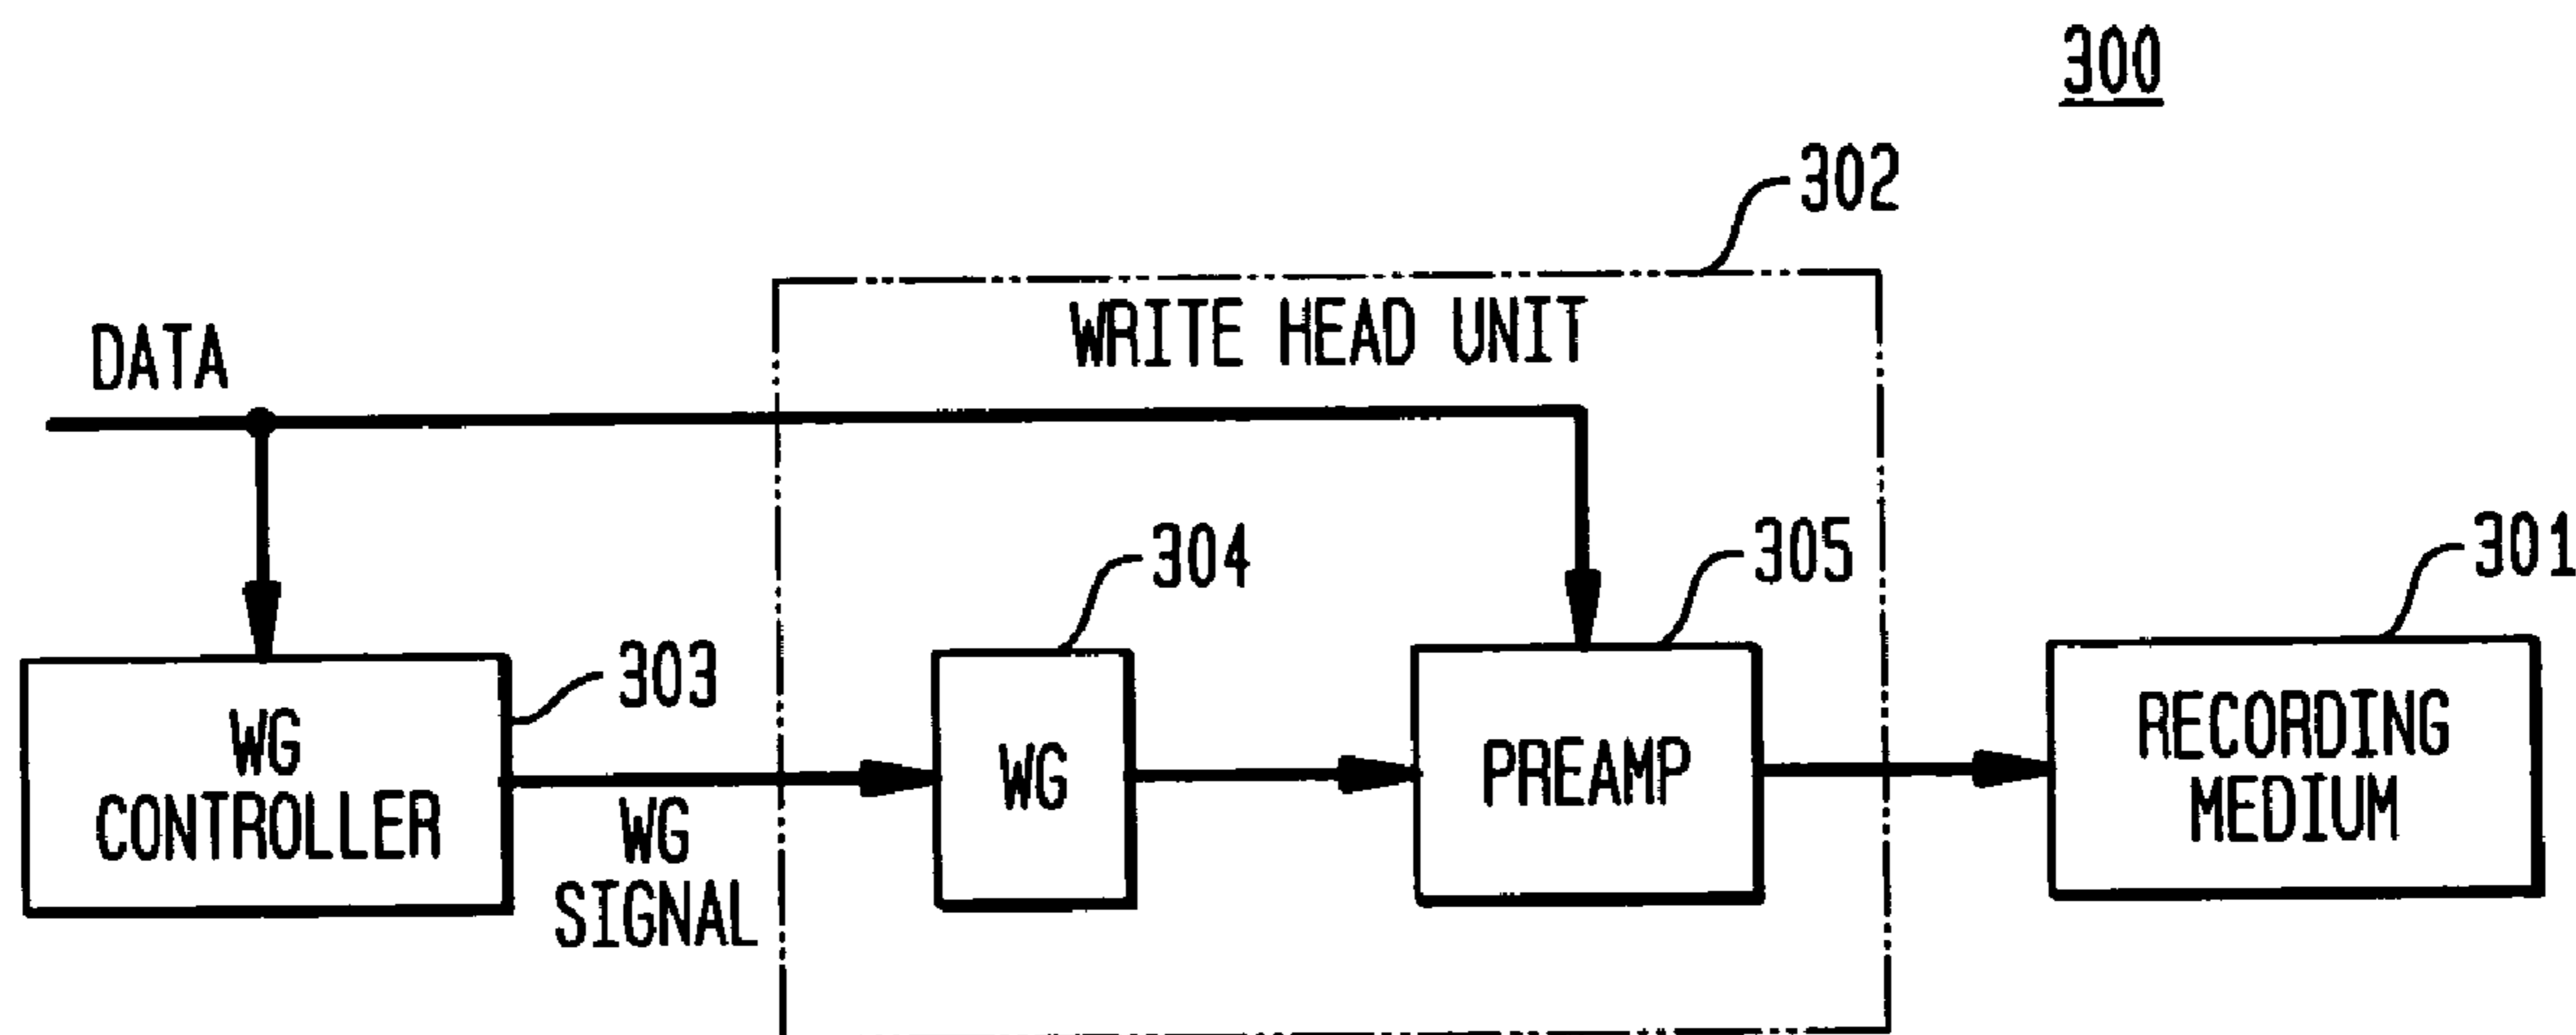 300
302
WRITE HEAD UNIT
DATA
304
305
301
303
WG
CONTROLLER
WG
SIGNAL
WG
PREAMP
RECORDING
MEDIUM